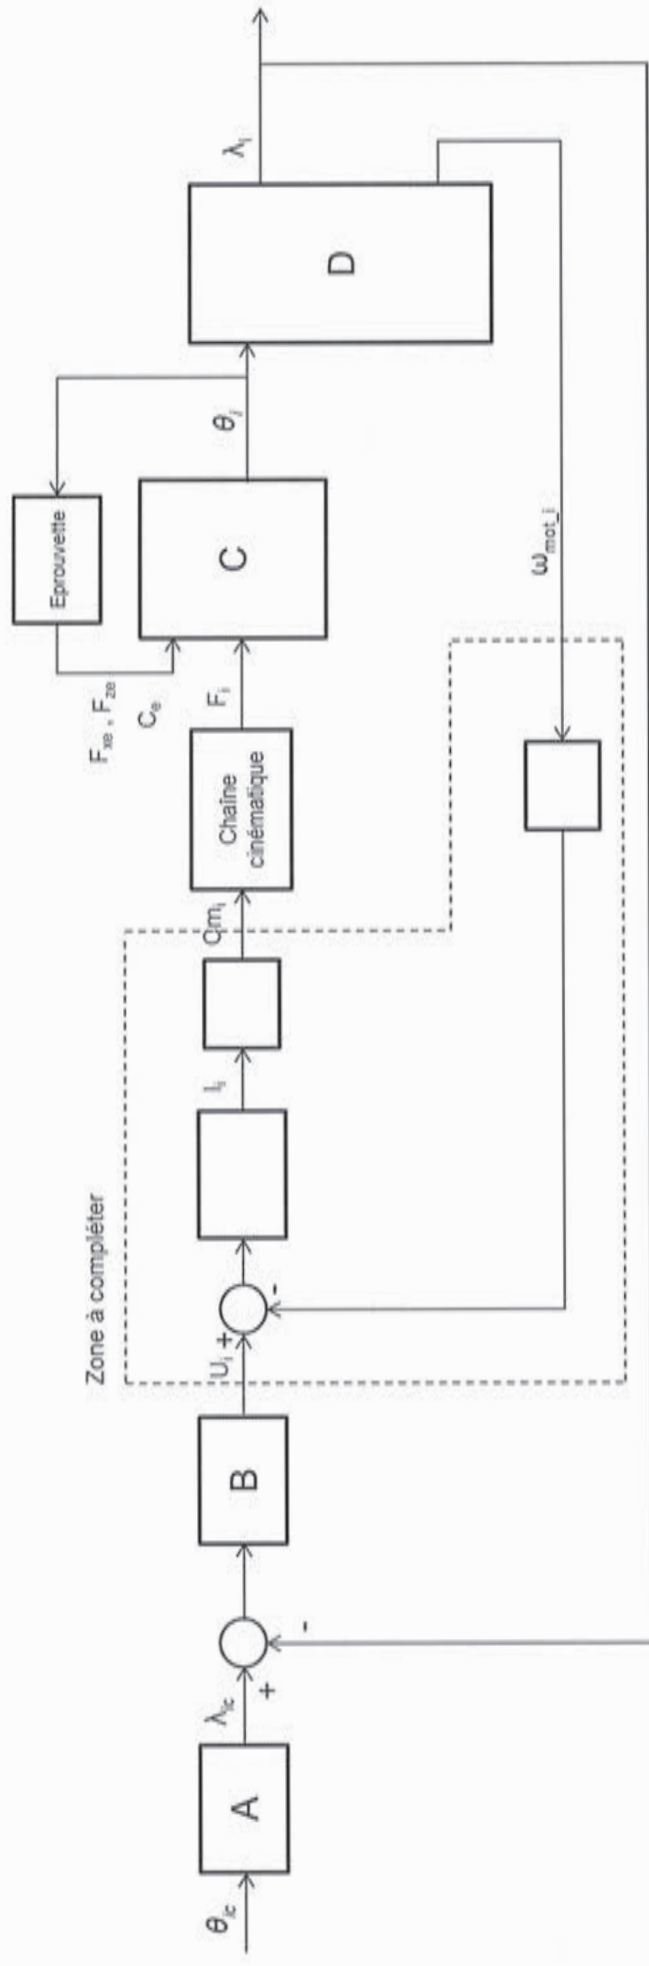 Zone à compléter
θic
A
λic
+
-
B
Ui
+
-
Ii
Cmi
Chaîne
cinématique
Fi
Fxe , Fze
Ce
Eprouvette
C
θi
D
λi
ωmot_i